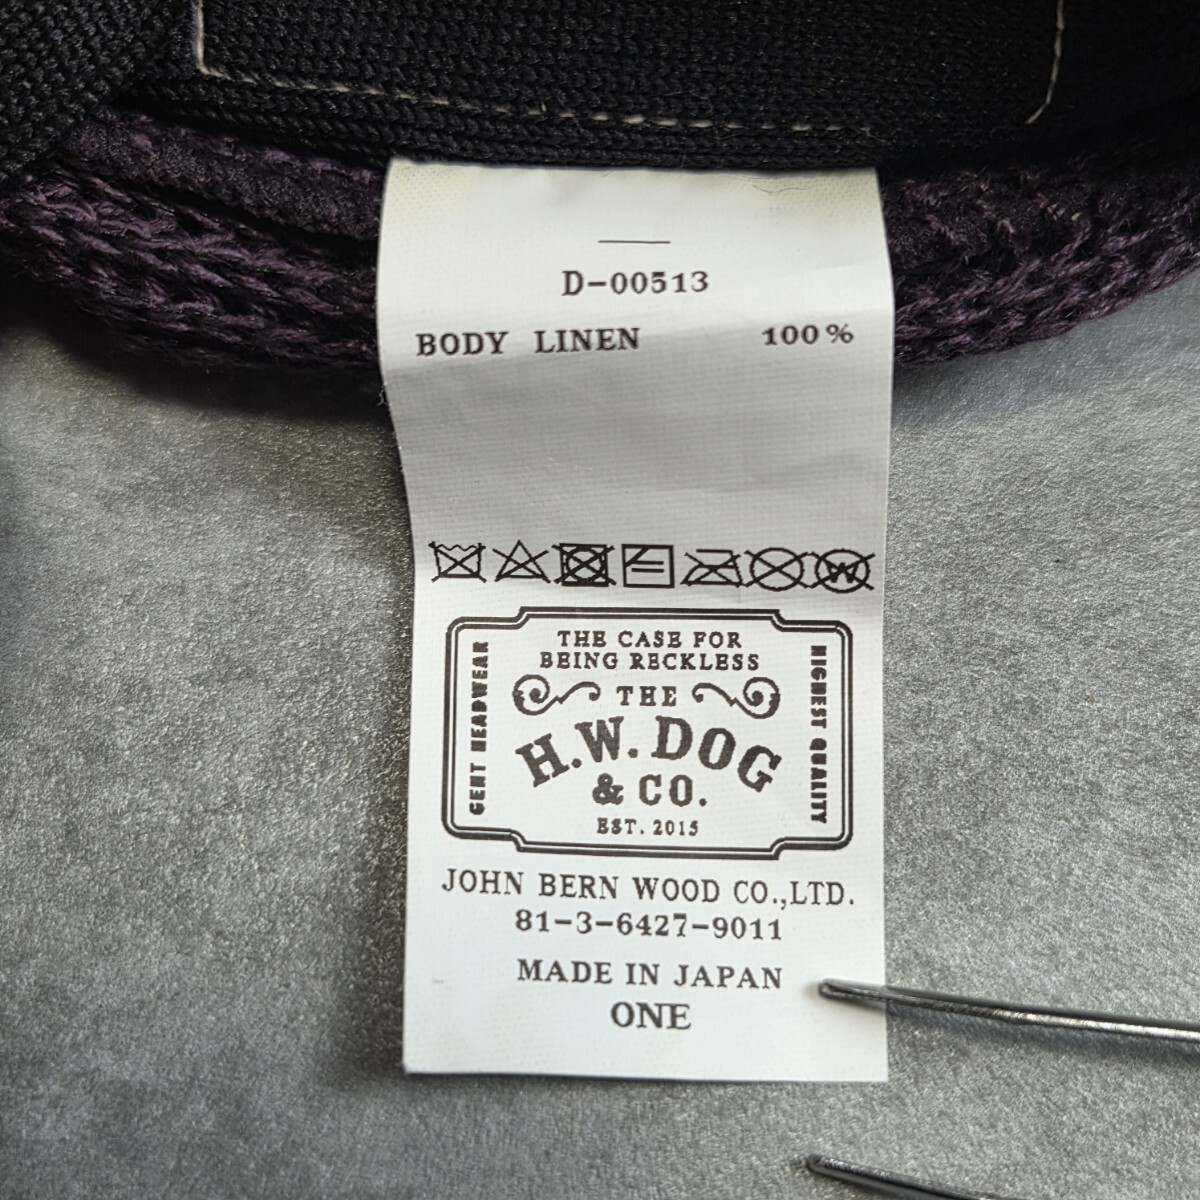 D-00513
BODY LINEN 100%
W
THE CASE FOR
BEING RECKLESS
GENT HEADWEAR
HIGHEST QUALITY
THE
H.W. DOG
& CO.
EST. 2015
JOHN BERN WOOD CO.,LTD.
81-3-6427-9011
MADE IN JAPAN
ONE